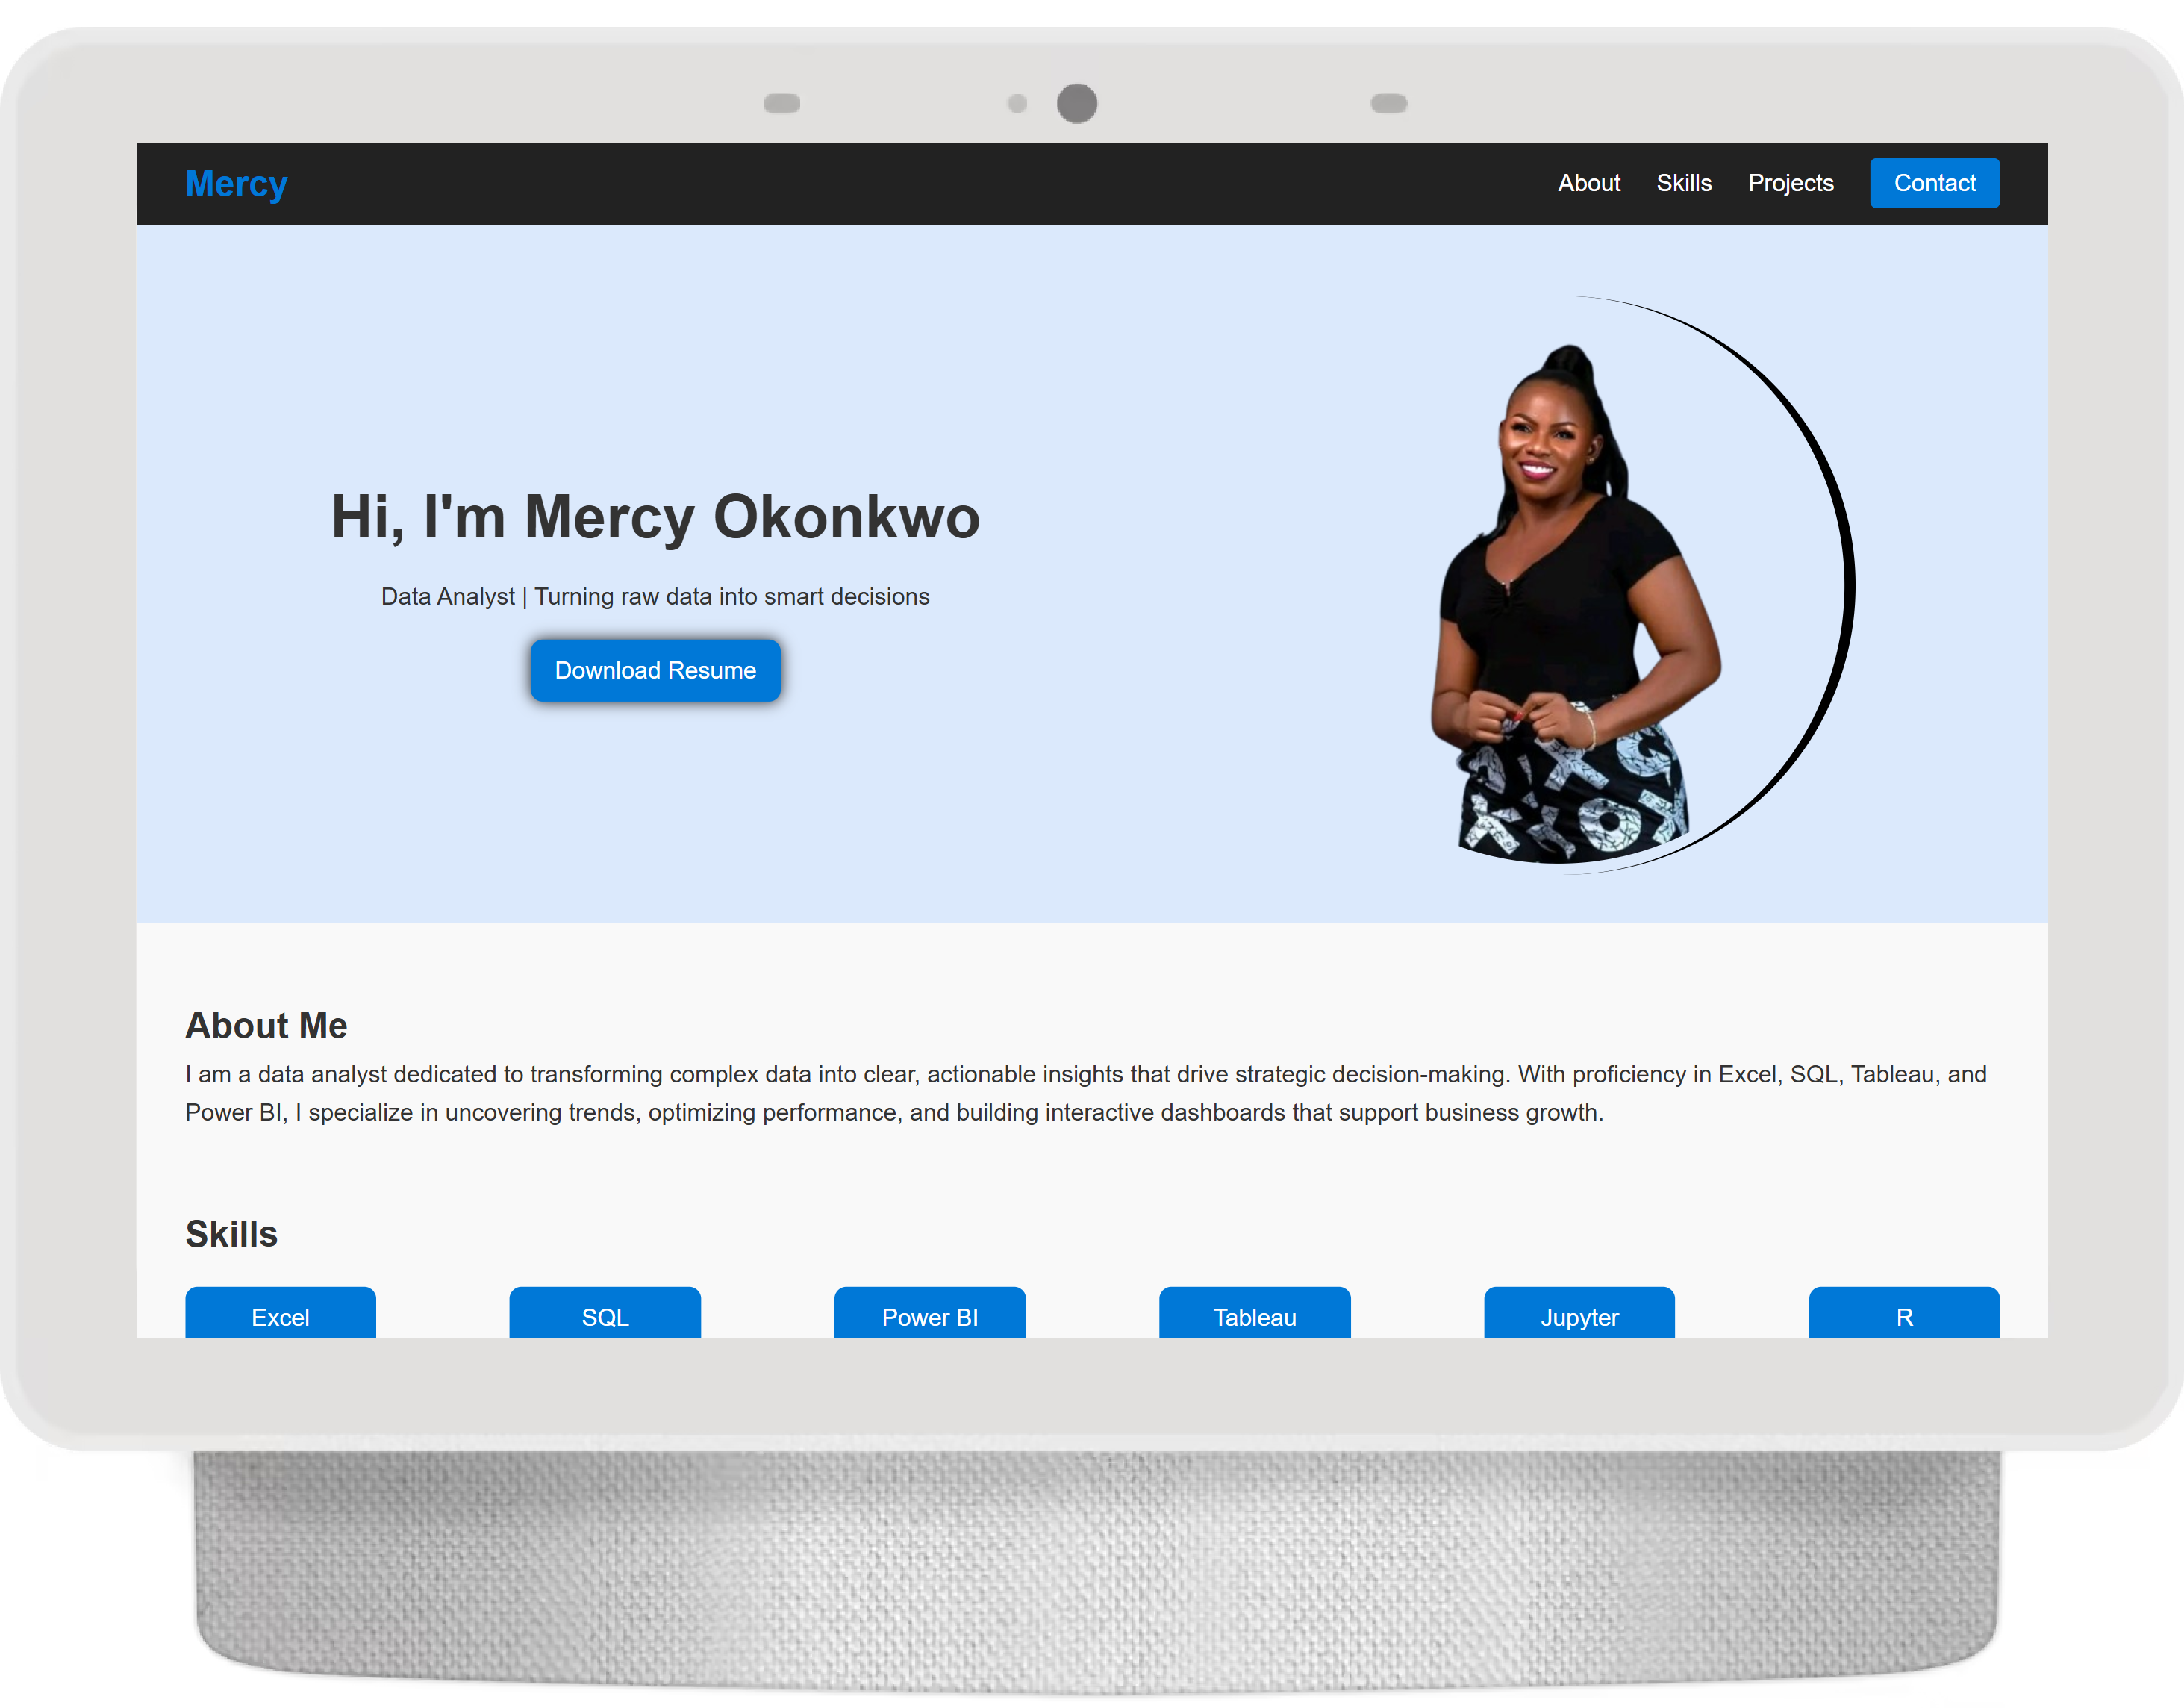 Mercy
About Skills Projects Contact
Hi, I'm Mercy Okonkwo
Data Analyst | Turning raw data into smart decisions
Download Resume
About Me
I am a data analyst dedicated to transforming complex data into clear, actionable insights that drive strategic decision-making. With proficiency in Excel, SQL, Tableau, and
Power BI, I specialize in uncovering trends, optimizing performance, and building interactive dashboards that support business growth.
Skills
Excel SQL Power BI Tableau Jupyter R